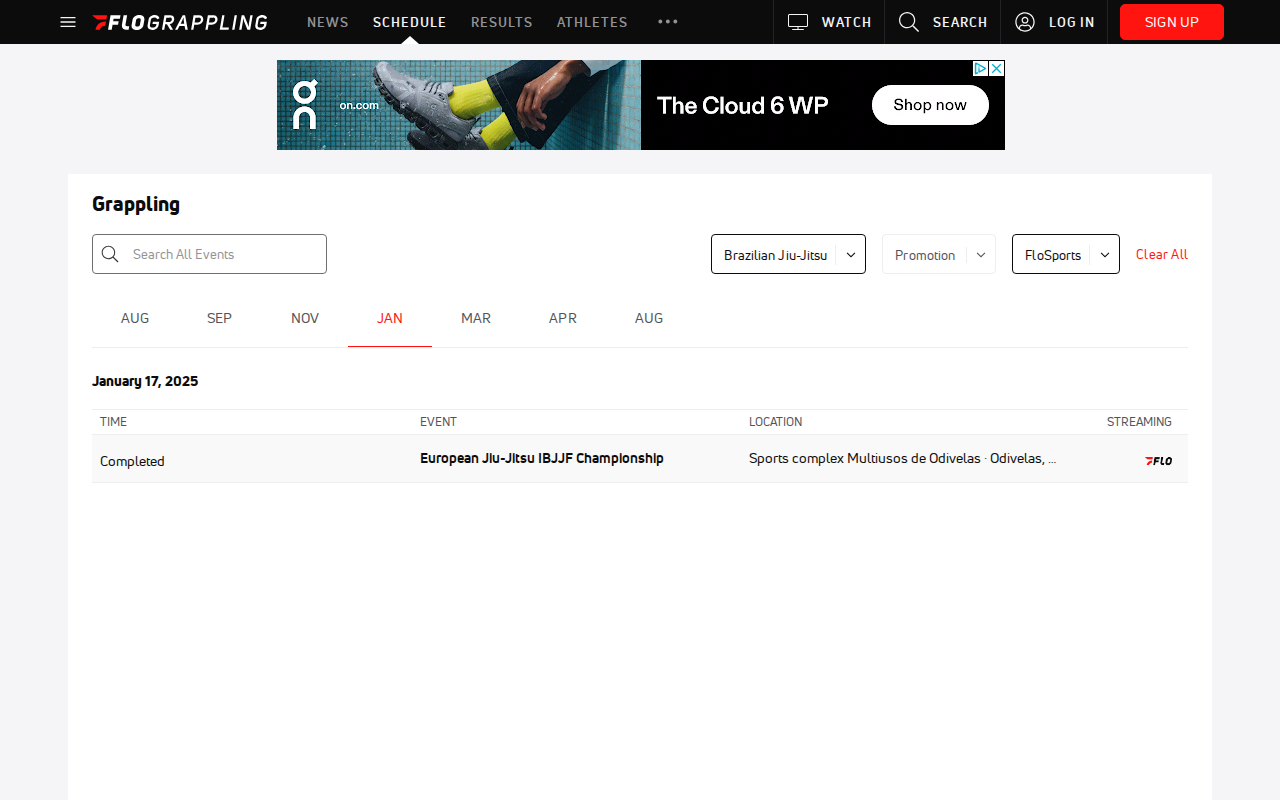 FLOGRAPPLING NEWS SCHEDULE RESULTS ATHLETES WATCH SEARCH LOG IN SIGN UP
on.com The Cloud 6 WP Shop now
Grappling
Search All Events Brazilian Jiu-Jitsu Promotion FloSports Clear All
AUG SEP NOV JAN MAR APR AUG
January 17, 2025
TIME EVENT LOCATION STREAMING
Completed European Jiu-Jitsu IBJJF Championship Sports complex Multiusos de Odivelas · Odivelas, ... FLO